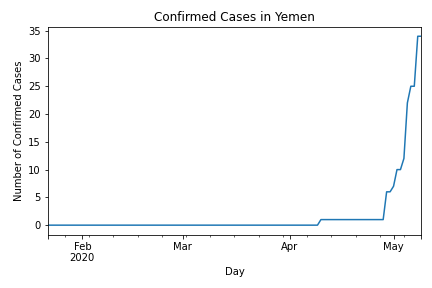 Confirmed Cases in Yemen
Number of Confirmed Cases
35
30
25
20
15
10
5
0
Feb
2020
Mar
Apr
May
Day